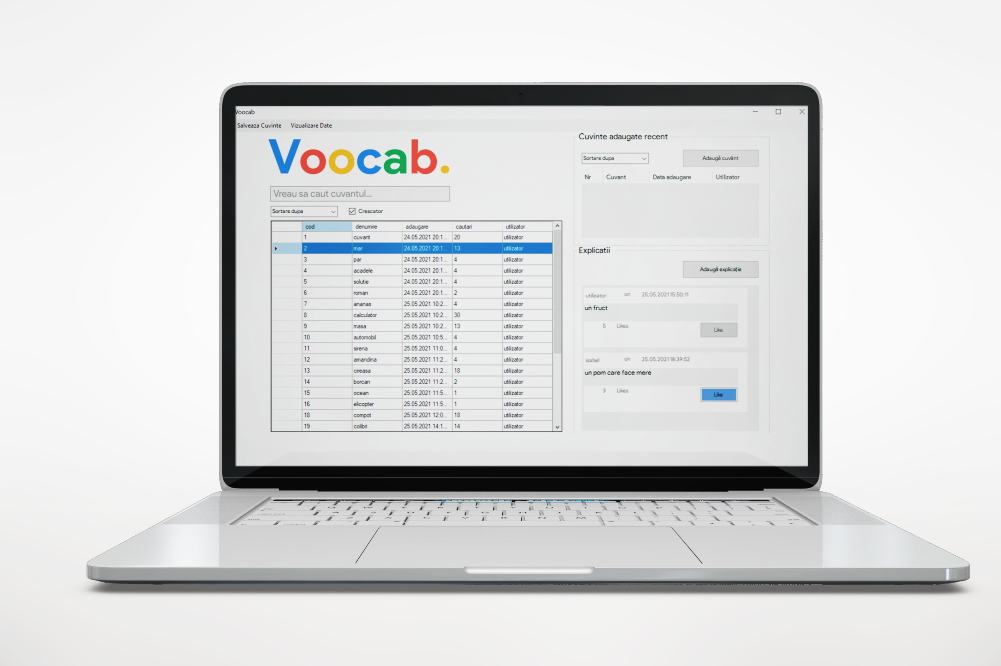 Voocab
Salveaza Cuvinte Vizualizare Date
Voocab.
Vreau sa caut cuvantul...
Sortare dupa Crescator
cod denumire adaugare cautari utilizator
1 cuvant 24.05.2021 20:1... 20 utilizator
2 mar 24.05.2021 20:1... 13 utilizator
3 par 24.05.2021 20:1... 4 utilizator
4 acadele 24.05.2021 20:1... 4 utilizator
5 solutie 24.05.2021 20:1... 4 utilizator
6 roman 24.05.2021 20:1... 2 utilizator
7 ananas 25.05.2021 10:2... 4 utilizator
8 calculator 25.05.2021 10:2... 30 utilizator
9 masa 25.05.2021 10:2... 13 utilizator
10 automobil 25.05.2021 10:5... 4 utilizator
11 sirena 25.05.2021 11:0... 4 utilizator
12 amandina 25.05.2021 11:2... 4 utilizator
13 cireasa 25.05.2021 11:2... 18 utilizator
14 borcan 25.05.2021 11:2... 2 utilizator
15 ocean 25.05.2021 11:5... 1 utilizator
16 elicopter 25.05.2021 11:5... 1 utilizator
18 compot 25.05.2021 12:0... 18 utilizator
19 colibri 25.05.2021 14:1... 14 utilizator
Cuvinte adaugate recent
Sortare dupa Adaugă cuvânt
Nr Cuvant Data adaugare Utilizator
Explicatii
Adaugă explicație
utilizator on 25.05.2021 15:50:11
un fruct
5 Likes Like
isabel on 25.05.2021 18:39:52
un pom care face mere
3 Likes Like